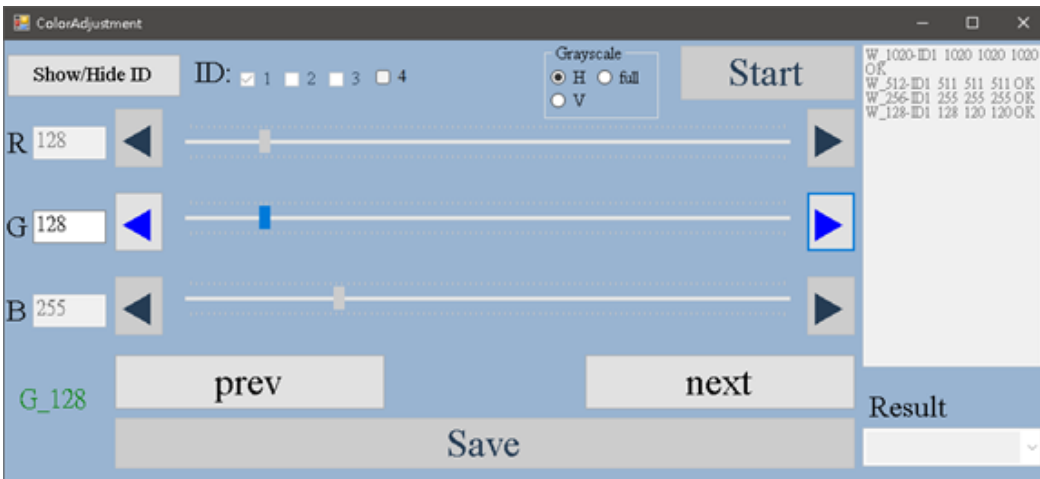 ColorAdjustment
Show/Hide ID
ID: 1 2 3 4
Grayscale
H full
V
Start
R 128
G 128
B 255
G_128
prev
next
Save
W_1020-ID1 1020 1020 1020
OK
W_512-ID1 511 511 511 OK
W_256-ID1 255 255 255 OK
W_128-ID1 128 120 120 OK
Result